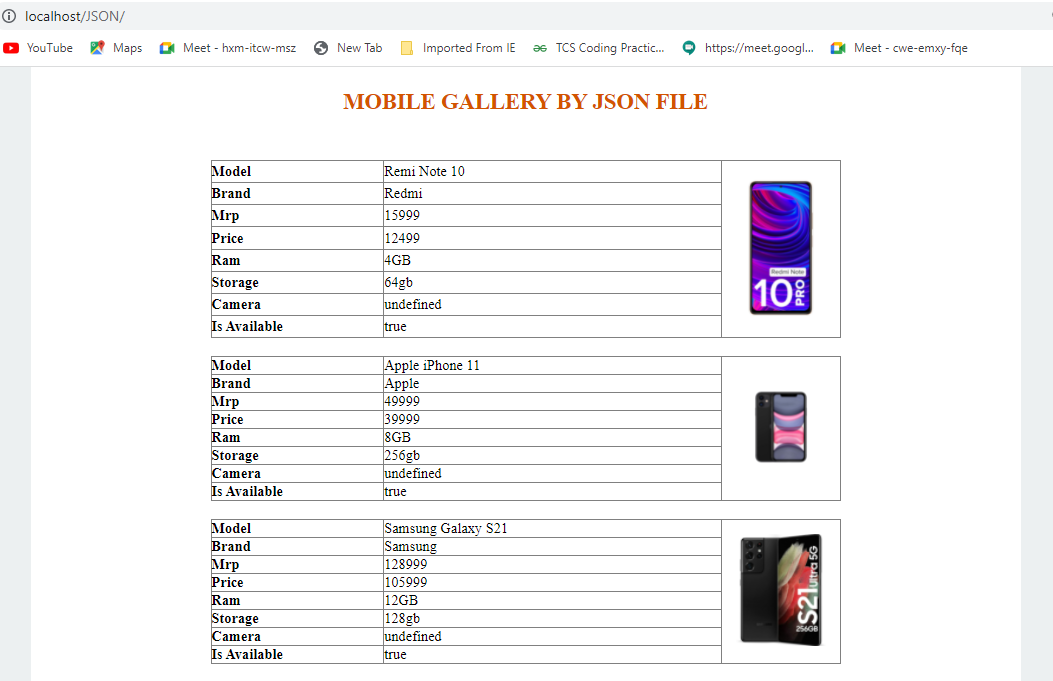 localhost/JSON/
YouTube Maps Meet - hxm-itcw-msz New Tab Imported From IE TCS Coding Practic... https://meet.googl... Meet - cwe-emxy-fqe
MOBILE GALLERY BY JSON FILE
Model Remi Note 10
Brand Redmi
Mrp 15999
Price 12499
Ram 4GB
Storage 64gb
Camera undefined
Is Available true
Redmi Note
10 PRO
Model Apple iPhone 11
Brand Apple
Mrp 49999
Price 39999
Ram 8GB
Storage 256gb
Camera undefined
Is Available true
Model Samsung Galaxy S21
Brand Samsung
Mrp 128999
Price 105999
Ram 12GB
Storage 128gb
Camera undefined
Is Available true
S21 Ultra 5G
256GB